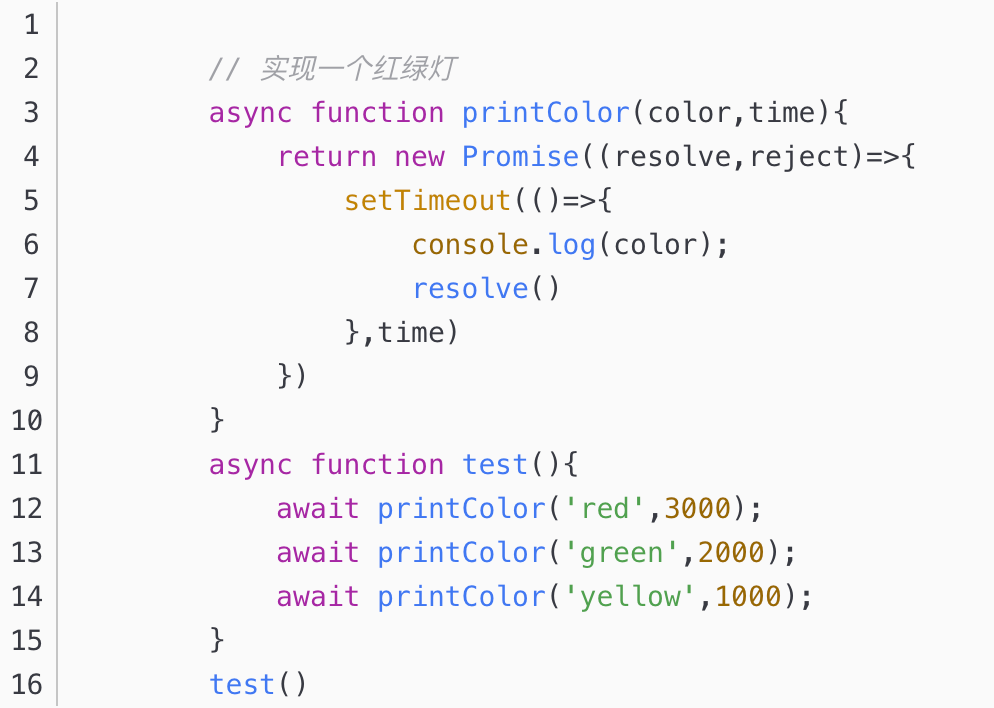 1
2 // 实现一个红绿灯
3 async function printColor(color,time){
4 return new Promise((resolve,reject)=>{
5 setTimeout(()=>{
6 console.log(color);
7 resolve()
8 },time)
9 })
10 }
11 async function test(){
12 await printColor('red',3000);
13 await printColor('green',2000);
14 await printColor('yellow',1000);
15 }
16 test()